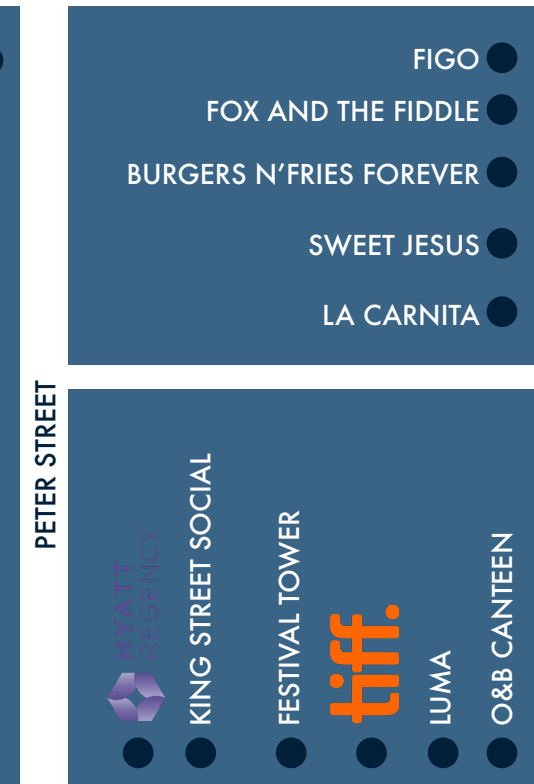 FIGO
FOX AND THE FIDDLE
BURGERS N’FRIES FOREVER
SWEET JESUS
LA CARNITA
PETER STREET
HYATT
REGENCY
KING STREET SOCIAL
FESTIVAL TOWER
tiff.
LUMA
O&B CANTEEN